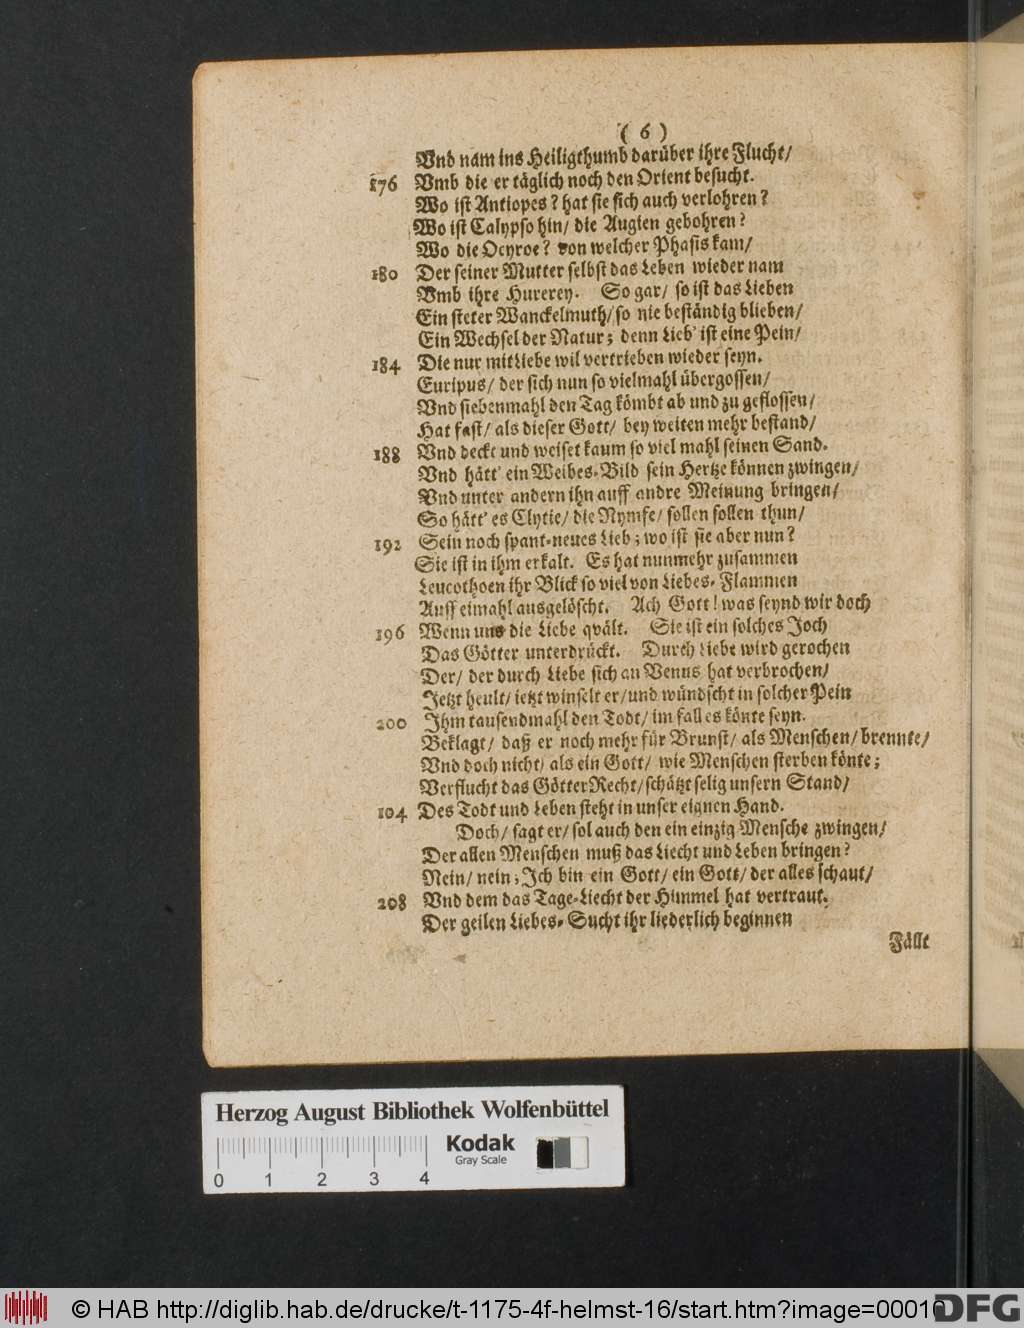 ( 6 )
Vnd nam ins Heiligthumb darüber ihre Flucht/
176 Vmb die er täglich noch den Orient besucht.
Wo ist Antiopes? hat sie sich auch verlohren?
Wo ist Calypso hin/ die Augien gebohren?
Wo die Ocyroe? von welcher Phasis kam/
180 Der seiner Mutter selbst das Leben wieder nam
Vmb ihre Hurerey. So gar/ so ist das Lieben
Ein steter Wanckelmuth/ so nie beständig blieben/
Ein Wechsel der Natur; denn Lieb' ist eine Pein/
184 Die nur mit Liebe wil vertrieben wieder seyn.
Euripus/ der sich nun so vielmahl übergossen/
Vnd siebenmahl den Tag kömbt ab und zu geflossen/
Hat fast/ als dieser Gott/ bey weiten mehr bestand/
188 Vnd deckt und weiset kaum so viel mahl seinen Sand.
Vnd hätt' ein Weibes-Bild sein Hertze können zwingen/
Vnd unter andern ihn auff andre Meinung bringen/
So hätt' es Clytie/ die Nymfe/ sollen sollen thun/
192 Sein noch spant-neues Lieb; wo ist sie aber nun?
Sie ist in ihm erkalt. Es hat nunmehr zusammen
Leucothoen ihr Blick so viel von Liebes-Flammen
Auff eimahl ausgelöscht. Ach Gott! was seynd wir doch
196 Wenn uns die Liebe qvält. Sie ist ein solches Joch
Das Götter unterdrückt. Durch Liebe wird gerochen
Der/ der durch Liebe sich an Venus hat verbrochen/
Jetzt heult/ ietzt winselt er/ und wündscht in solcher Pein
200 Ihm tausendmahl den Todt/ im fall es könte seyn.
Beklagt/ daß er noch mehr für Brunst/ als Menschen/ brennte/
Vnd doch nicht/ als ein Gott/ wie Menschen sterben könte;
Verflucht das Götter Recht/ schätzt selig unsern Stand/
104 Des Todt und Leben steht in unser eignen Hand.
Doch/ sagt er/ sol auch den ein einzig Mensche zwingen/
Der allen Menschen muß das Liecht und Leben bringen?
Nein/ nein; Ich bin ein Gott/ ein Gott/ der alles schaut/
208 Vnd dem das Tage-Liecht der Himmel hat vertraut.
Der geilen Liebes-Sucht ihr liederlich beginnen
Fällt
Herzog August Bibliothek Wolfenbüttel
Kodak
Gray Scale
0 1 2 3 4
© HAB http://diglib.hab.de/drucke/t-1175-4f-helmst-16/start.htm?image=00010
DFG